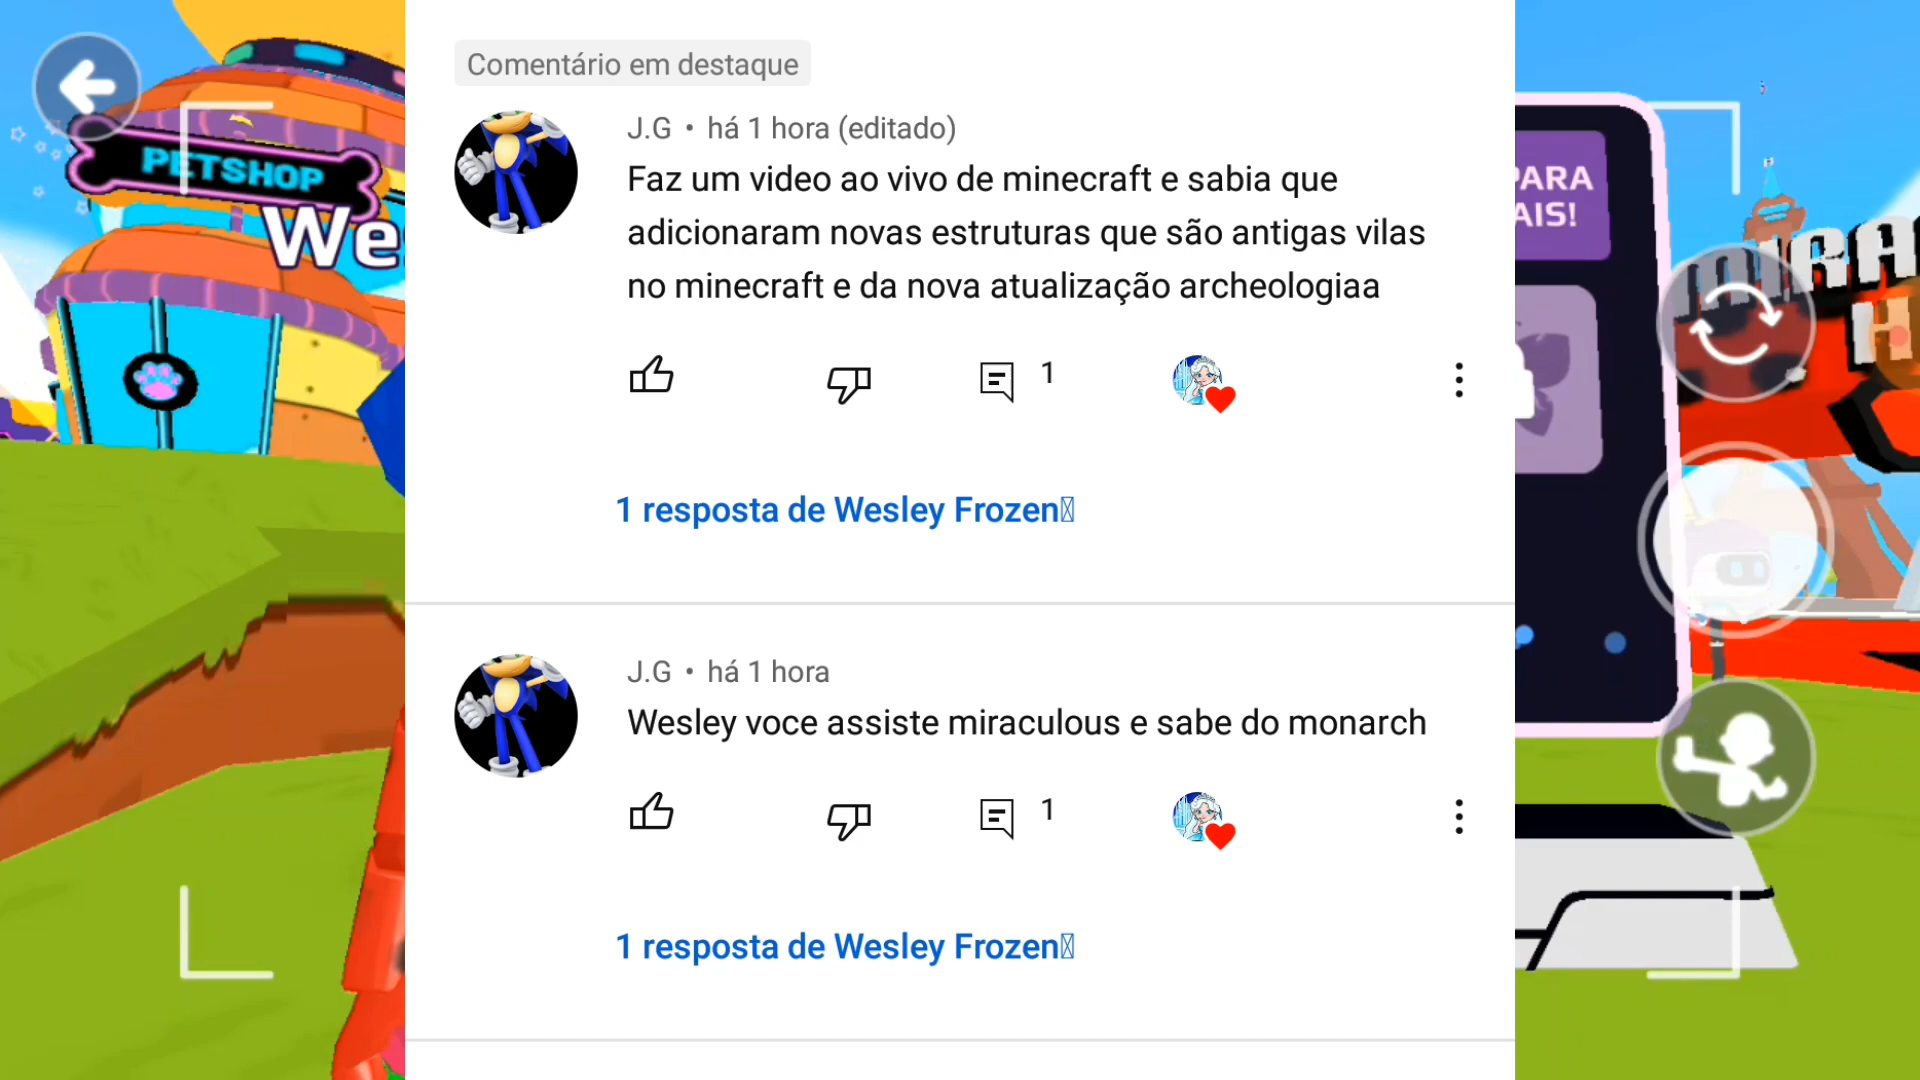 Comentário em destaque
J.G • há 1 hora (editado)
Faz um video ao vivo de minecraft e sabia que
adicionaram novas estruturas que são antigas vilas
no minecraft e da nova atualização archeologiaa
1
1 resposta de Wesley Frozen
J.G • há 1 hora
Wesley voce assiste miraculous e sabe do monarch
1
1 resposta de Wesley Frozen
PETSHOP
We
PARA
AIS!
MIRA